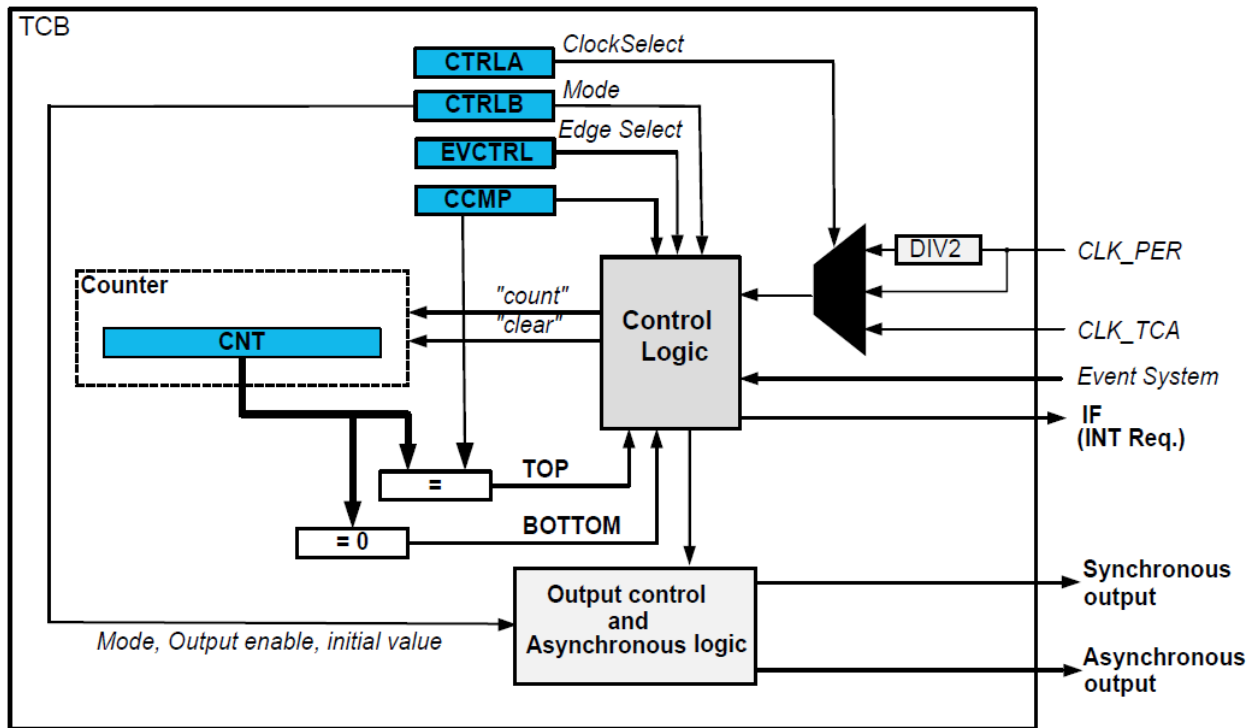 TCB
ClockSelect
CTRLA
Mode
CTRLB
Edge Select
EVCTRL
CCMP
DIV2
CLK_PER
Counter
"count"
"clear"
CNT
Control
Logic
CLK_TCA
Event System
IF
(INT Req.)
=
TOP
= 0
BOTTOM
Output control
and
Asynchronous logic
Mode, Output enable, initial value
Synchronous
output
Asynchronous
output